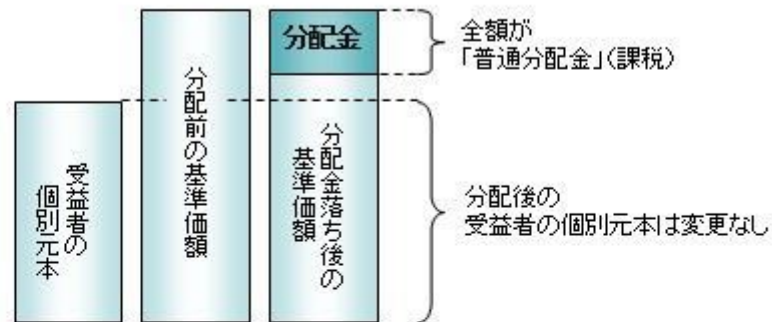 受益者の
個別元本
分配前の基準価額
分配金
分配金落ち後の
基準価額
全額が
「普通分配金」(課税)
分配後の
受益者の個別元本は変更なし